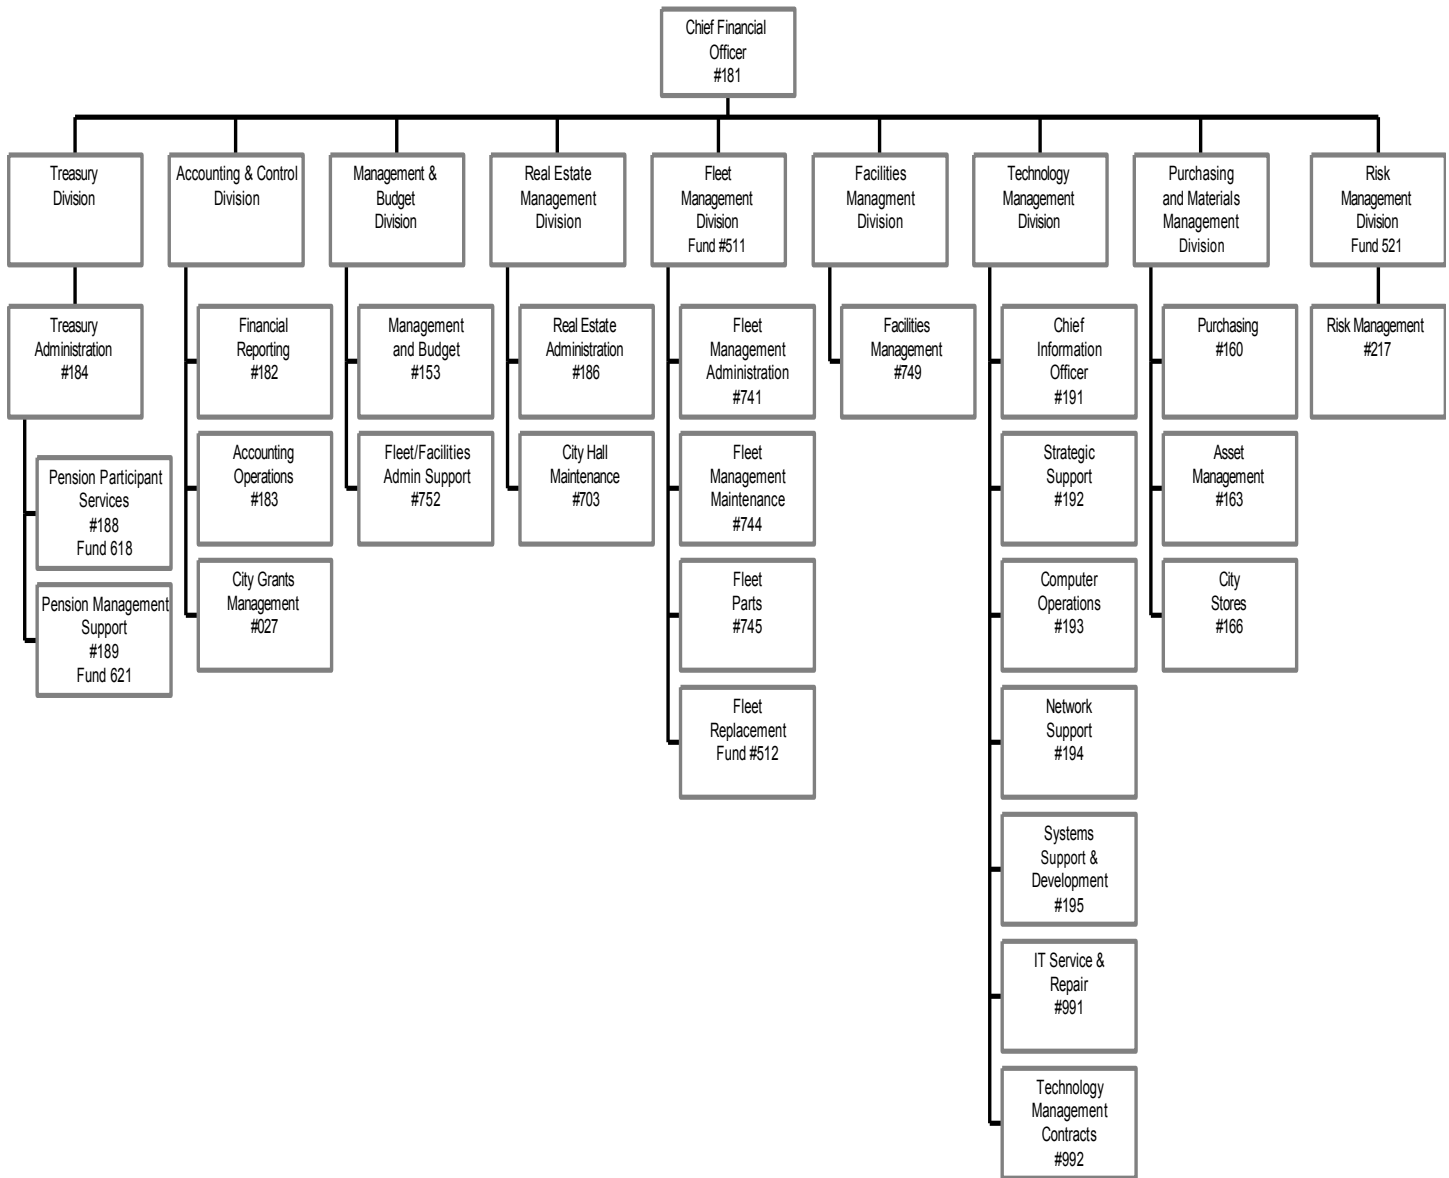 Chief Financial
Officer
#181
Treasury
Division
Accounting & Control
Division
Management &
Budget
Division
Real Estate
Management
Division
Fleet
Management
Division
Fund #511
Facilities
Managment
Division
Technology
Management
Division
Purchasing
and Materials
Management
Division
Risk
Management
Division
Fund 521
Treasury
Administration
#184
Pension Participant
Services
#188
Fund 618
Pension Management
Support
#189
Fund 621
Financial
Reporting
#182
Accounting
Operations
#183
City Grants
Management
#027
Management
and Budget
#153
Fleet/Facilities
Admin Support
#752
Real Estate
Administration
#186
City Hall
Maintenance
#703
Fleet
Management
Administration
#741
Fleet
Management
Maintenance
#744
Fleet
Parts
#745
Fleet
Replacement
Fund #512
Facilities
Management
#749
Chief
Information
Officer
#191
Strategic
Support
#192
Computer
Operations
#193
Network
Support
#194
Systems
Support &
Development
#195
IT Service &
Repair
#991
Technology
Management
Contracts
#992
Purchasing
#160
Asset
Management
#163
City
Stores
#166
Risk Management
#217